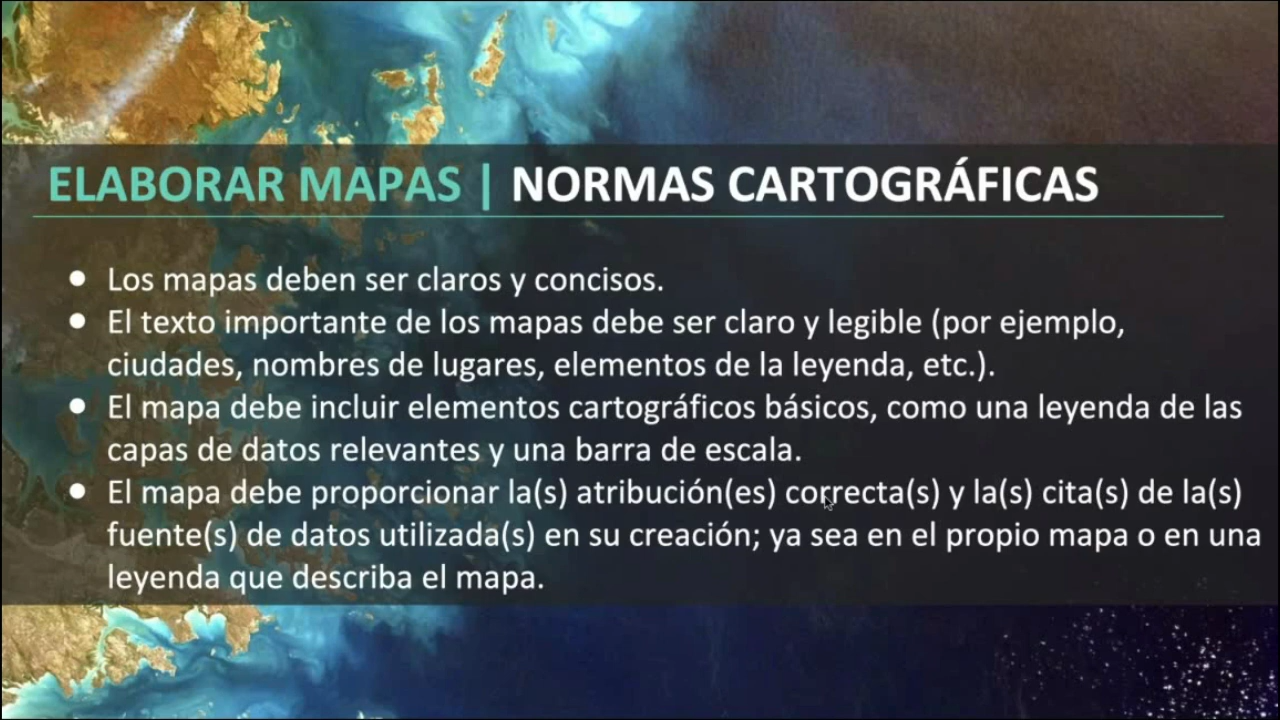 ELABORAR MAPAS | NORMAS CARTOGRÁFICAS
● Los mapas deben ser claros y concisos.
● El texto importante de los mapas debe ser claro y legible (por ejemplo,
ciudades, nombres de lugares, elementos de la leyenda, etc.).
● El mapa debe incluir elementos cartográficos básicos, como una leyenda de las
capas de datos relevantes y una barra de escala.
● El mapa debe proporcionar la(s) atribución(es) correcta(s) y la(s) cita(s) de la(s)
fuente(s) de datos utilizada(s) en su creación; ya sea en el propio mapa o en una
leyenda que describa el mapa.